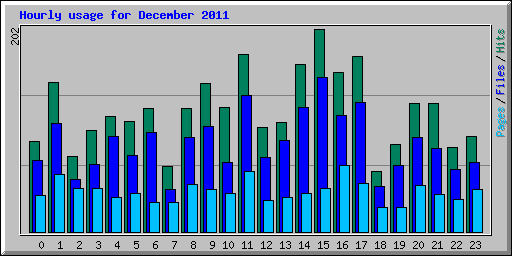 Hourly usage for December 2011
202
Pages / Files / Hits
0 1 2 3 4 5 6 7 8 9 10 11 12 13 14 15 16 17 18 19 20 21 22 23